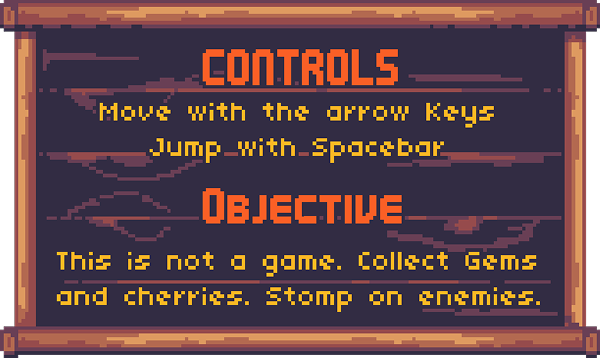 CONTROLS
Move with the arrow Keys
Jump with Spacebar
OBJECTIVE
This is not a game. Collect Gems
and cherries. Stomp on enemies.